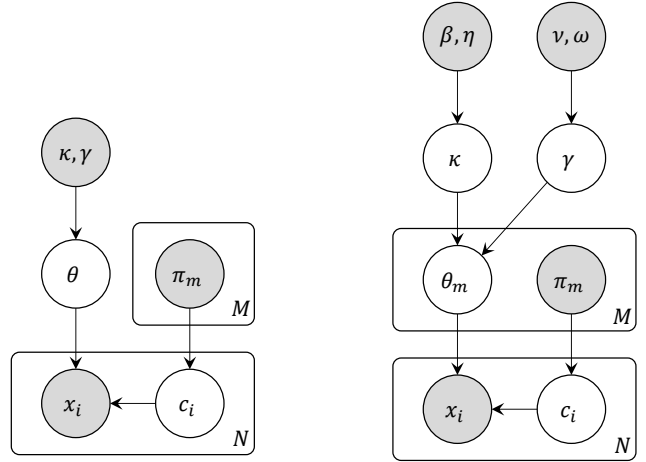 κ, γ
θ
π_m
M
x_i
c_i
N
β, η
ν, ω
κ
γ
θ_m
π_m
M
x_i
c_i
N